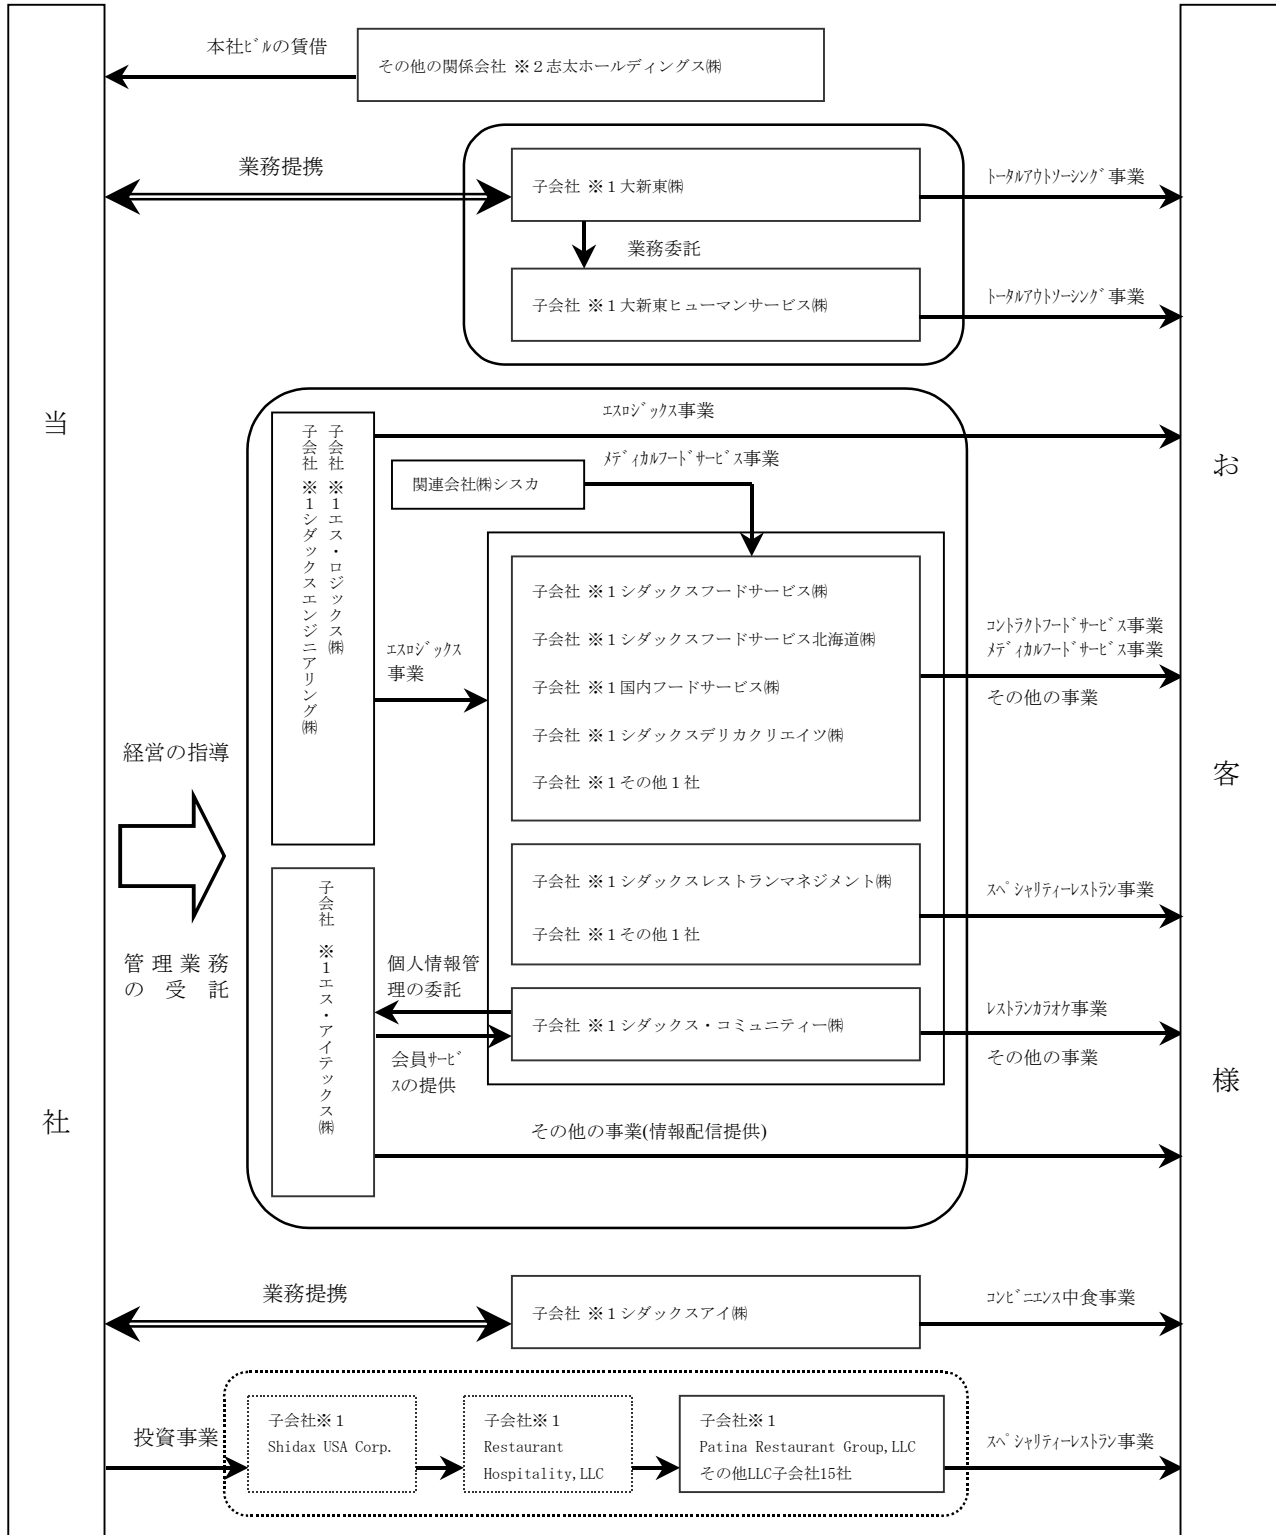 本社ﾋﾞﾙの賃借
その他の関係会社 ※2志太ホールディングス㈱
業務提携
子会社 ※1大新東㈱
ﾄｰﾀﾙｱｳﾄｿｰｼﾝｸﾞ事業
業務委託
子会社 ※1大新東ヒューマンサービス㈱
ﾄｰﾀﾙｱｳﾄｿｰｼﾝｸﾞ事業
当
社
お
客
様
ｴｽﾛｼﾞｯｸｽ事業
子会社 ※1エス・ロジックス㈱
子会社 ※1シダックスエンジニアリング㈱
関連会社㈱シスカ
ﾒﾃﾞｨｶﾙﾌｰﾄﾞｻｰﾋﾞｽ事業
ｴｽﾛｼﾞｯｸｽ
事業
子会社 ※1シダックスフードサービス㈱
子会社 ※1シダックスフードサービス北海道㈱
子会社 ※1国内フードサービス㈱
子会社 ※1シダックスデリカクリエイツ㈱
子会社 ※1その他1社
ｺﾝﾄﾗｸﾄﾌｰﾄﾞｻｰﾋﾞｽ事業
ﾒﾃﾞｨｶﾙﾌｰﾄﾞｻｰﾋﾞｽ事業
その他の事業
経営の指導
管理業務
の受託
子会社 ※1シダックスレストランマネジメント㈱
子会社 ※1その他1社
ｽﾍﾟｼｬﾘﾃｨｰﾚｽﾄﾗﾝ事業
子会社 ※1エス・アイテックス㈱
個人情報管
理の委託
会員ｻｰﾋﾞ
ｽの提供
子会社 ※1シダックス・コミュニティー㈱
ﾚｽﾄﾗﾝｶﾗｵｹ事業
その他の事業
その他の事業(情報配信提供)
業務提携
子会社 ※1シダックスアイ㈱
ｺﾝﾋﾞﾆｴﾝｽ中食事業
投資事業
子会社※1
Shidax USA Corp.
子会社※1
Restaurant
Hospitality,LLC
子会社※1
Patina Restaurant Group,LLC
その他LLC子会社15社
ｽﾍﾟｼｬﾘﾃｨｰﾚｽﾄﾗﾝ事業